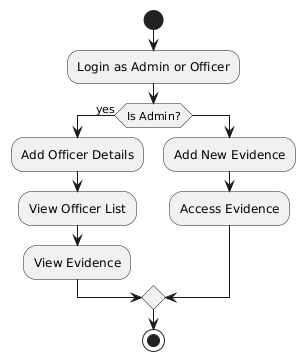 Login as Admin or Officer
Is Admin?
yes
Add Officer Details
Add New Evidence
View Officer List
Access Evidence
View Evidence